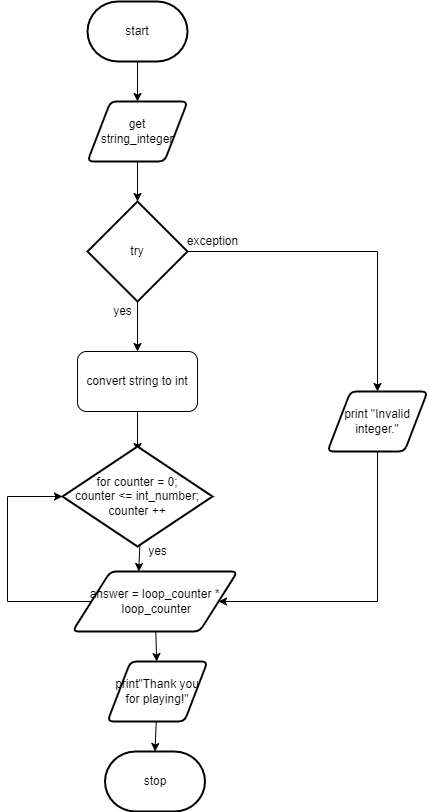 start
get
string_integer
try
exception
yes
convert string to int
print "Invalid
integer."
for counter = 0;
counter <= int_number;
counter ++
yes
answer = loop_counter *
loop_counter
print"Thank you
for playing!"
stop